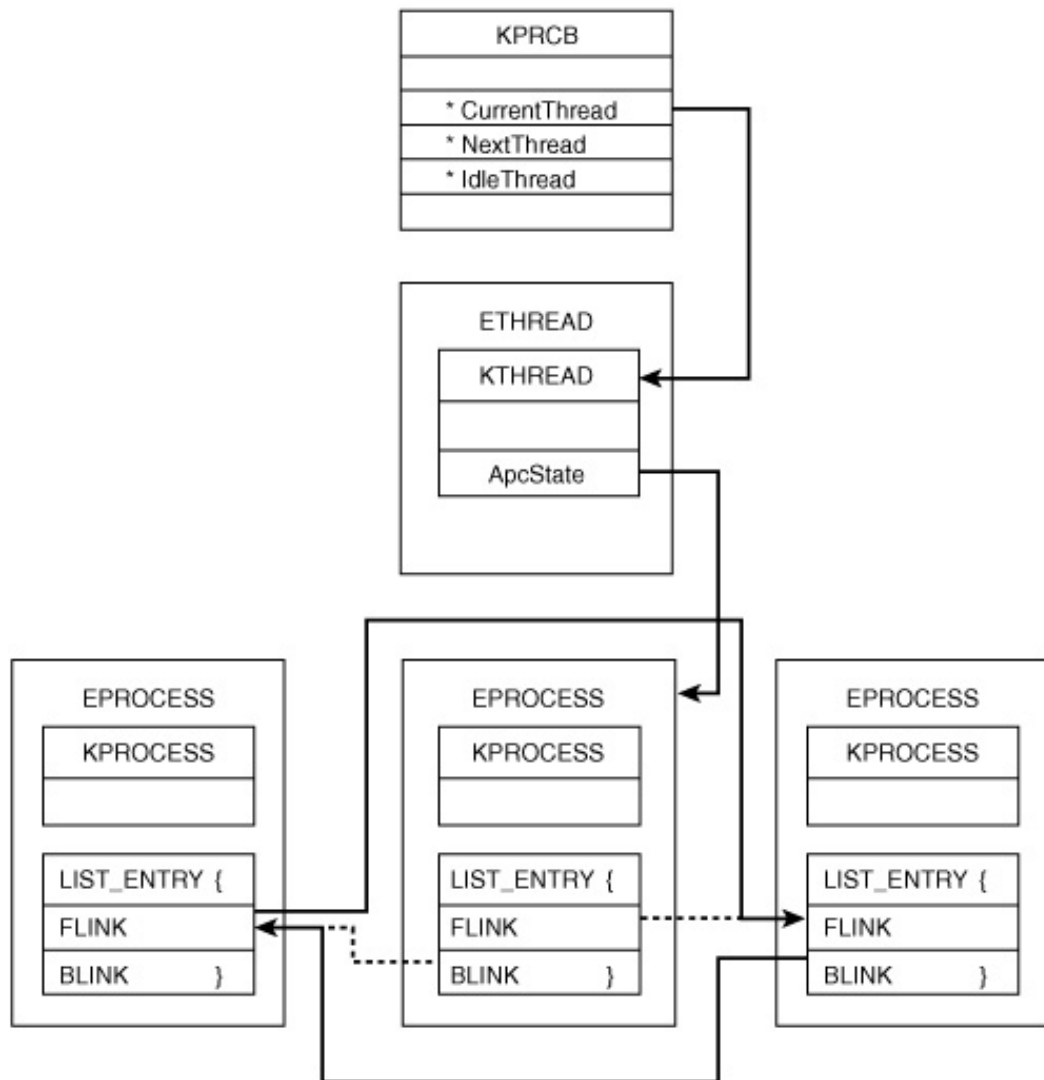 KPRCB
* CurrentThread
* NextThread
* IdleThread
ETHREAD
KTHREAD
ApcState
EPROCESS
KPROCESS
LIST_ENTRY {
FLINK
BLINK }
EPROCESS
KPROCESS
LIST_ENTRY {
FLINK
BLINK }
EPROCESS
KPROCESS
LIST_ENTRY {
FLINK
BLINK }